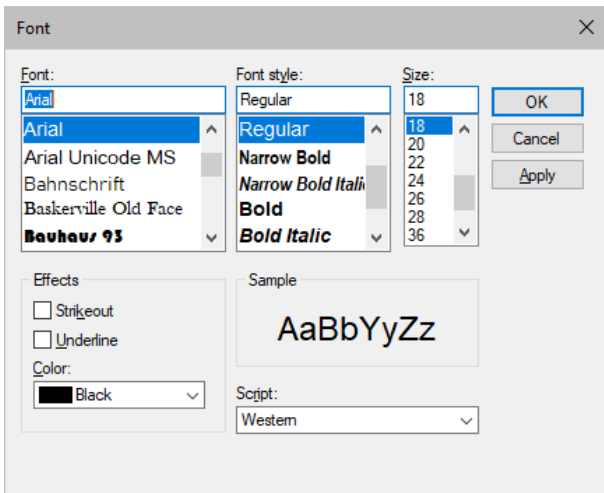 Font
Font:
Arial
Arial
Arial Unicode MS
Bahnschrift
Baskerville Old Face
Bauhaus 93
Font style:
Regular
Regular
Narrow Bold
Narrow Bold Itali
Bold
Bold Italic
Size:
18
18
20
22
24
26
28
36
OK
Cancel
Apply
Effects
Strikeout
Underline
Color:
Black
Sample
AaBbYyZz
Script:
Western